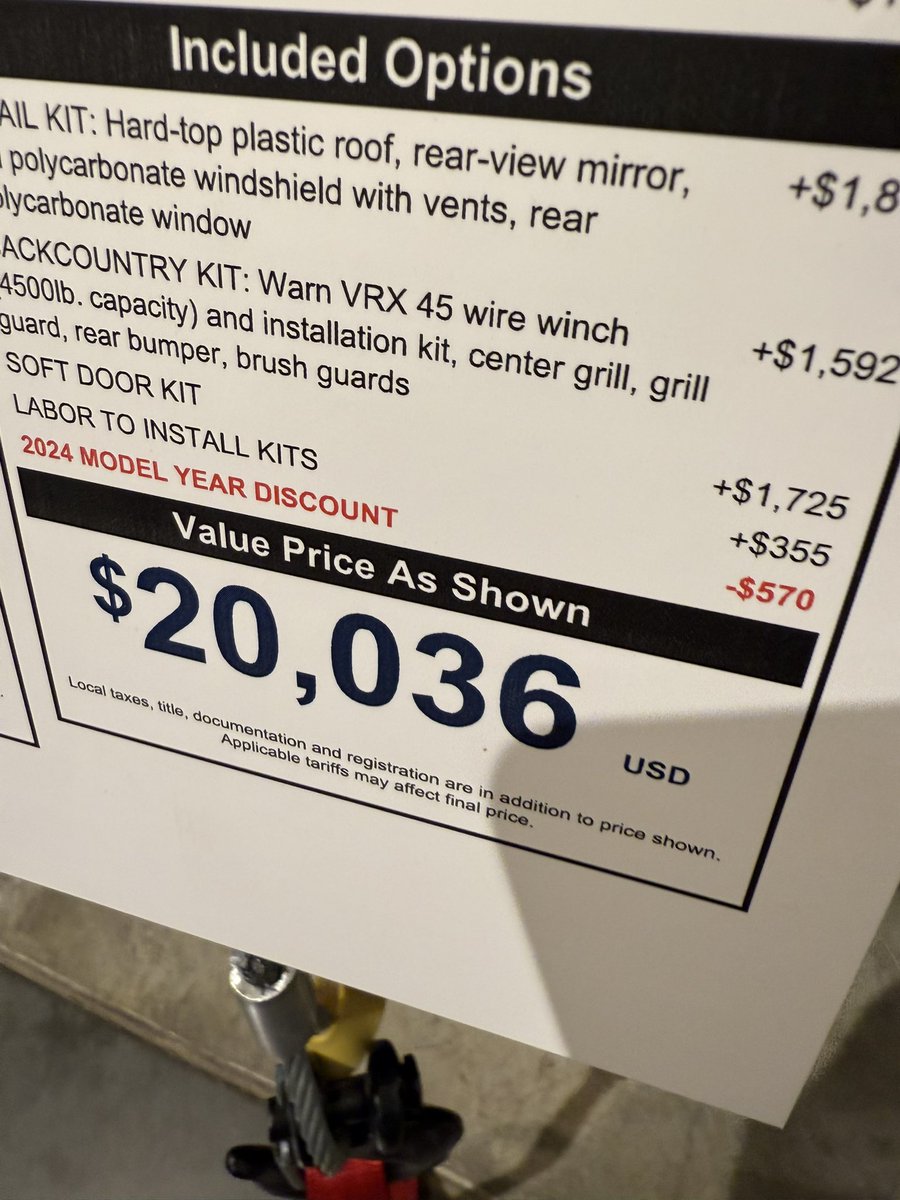 Included Options
AIL KIT: Hard-top plastic roof, rear-view mirror, +$1,8
polycarbonate windshield with vents, rear
olycarbonate window
ACKCOUNTRY KIT: Warn VRX 45 wire winch
(4500lb. capacity) and installation kit, center grill, grill +$1,592
guard, rear bumper, brush guards
SOFT DOOR KIT +$1,725
LABOR TO INSTALL KITS +$355
2024 MODEL YEAR DISCOUNT -$570
Value Price As Shown
$20,036 USD
Local taxes, title, documentation and registration are in addition to price shown.
Applicable tariffs may affect final price.